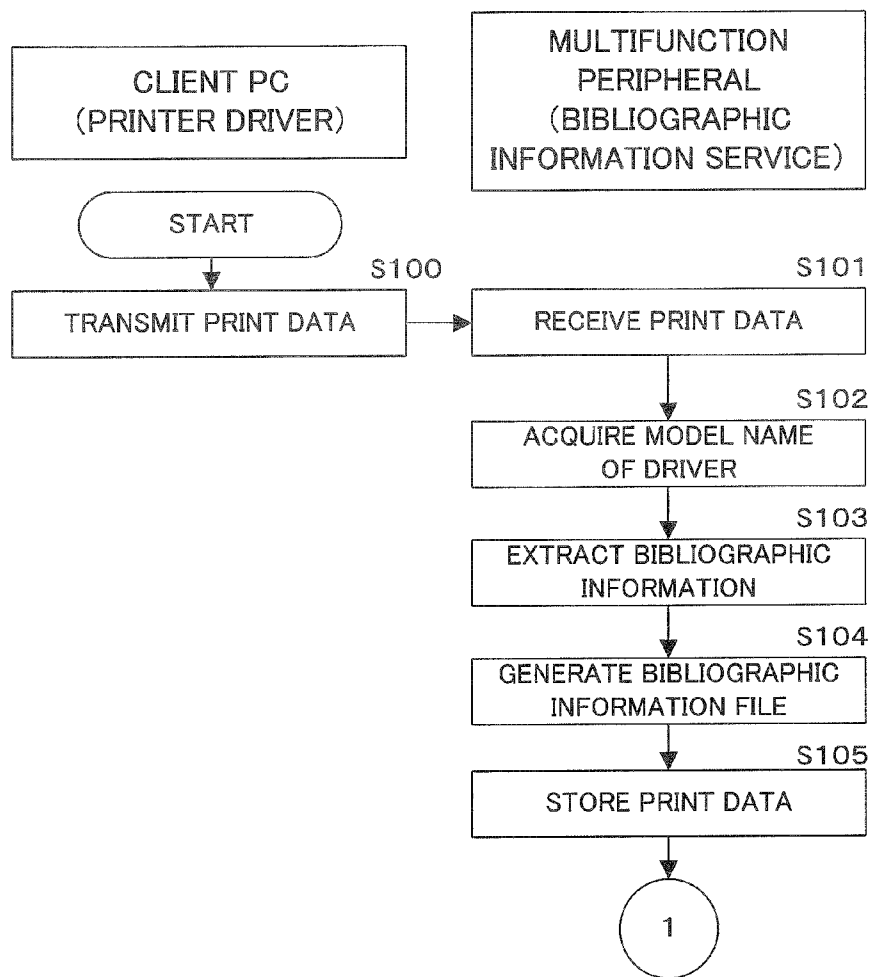 CLIENT PC
(PRINTER DRIVER)
MULTIFUNCTION
PERIPHERAL
(BIBLIOGRAPHIC
INFORMATION SERVICE)
START
S100
TRANSMIT PRINT DATA
S101
RECEIVE PRINT DATA
S102
ACQUIRE MODEL NAME
OF DRIVER
S103
EXTRACT BIBLIOGRAPHIC
INFORMATION
S104
GENERATE BIBLIOGRAPHIC
INFORMATION FILE
S105
STORE PRINT DATA
1